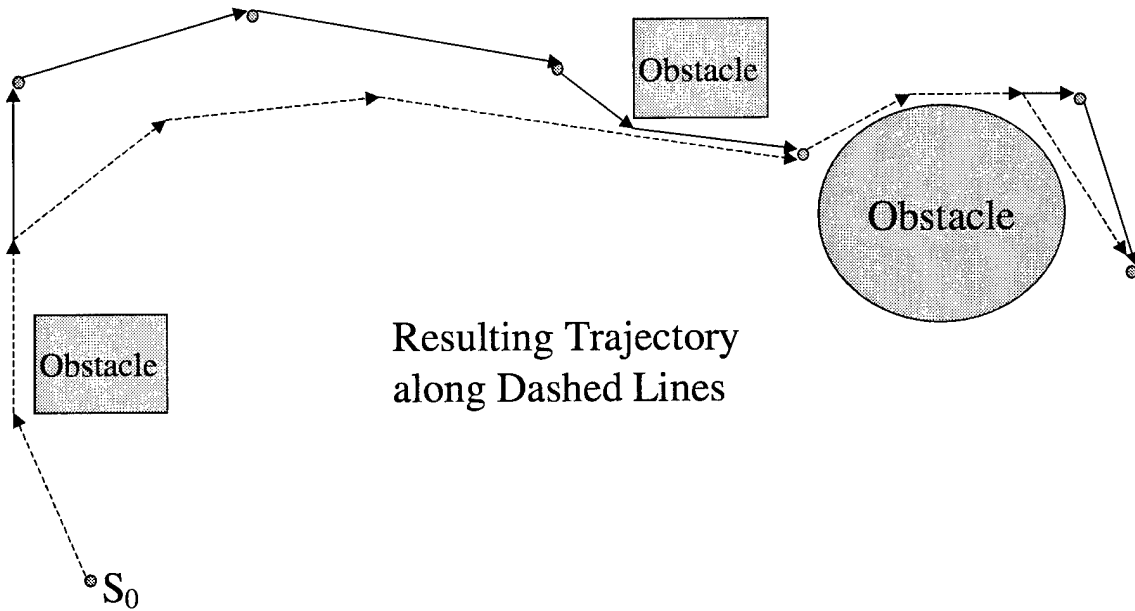 Obstacle
Obstacle
Obstacle
Resulting Trajectory
along Dashed Lines
S₀